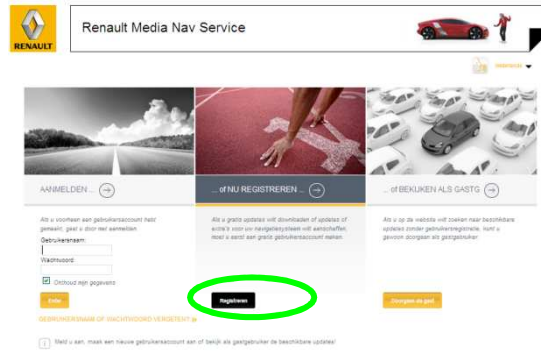 RENAULT
Renault Media Nav Service
AANMELDEN ...
... of NU REGISTREREN ...
... of BEKIJKEN ALS GASTG
Als u voorheen een gebruikersaccount hebt
gemaakt, gaat u door met aanmelden.
Gebruikersnaam:
Wachtwoord:
Onthoud mijn gegevens
Enter
Als u gratis updates wilt downloaden of updates of
extra's voor uw navigatiesysteem wilt aanschaffen,
moet u eerst een gratis gebruikersaccount maken.
Registreren
Als u op de website wilt zoeken naar beschikbare
updates zonder gebruikersregistratie, kunt u
gewoon doorgaan als gastgebruiker.
Doorgaan als gast
GEBRUIKERSNAAM OF WACHTWOORD VERGETEN?
Meld u aan, maak een nieuwe gebruikersaccount aan of bekijk als gastgebruiker de beschikbare updates!